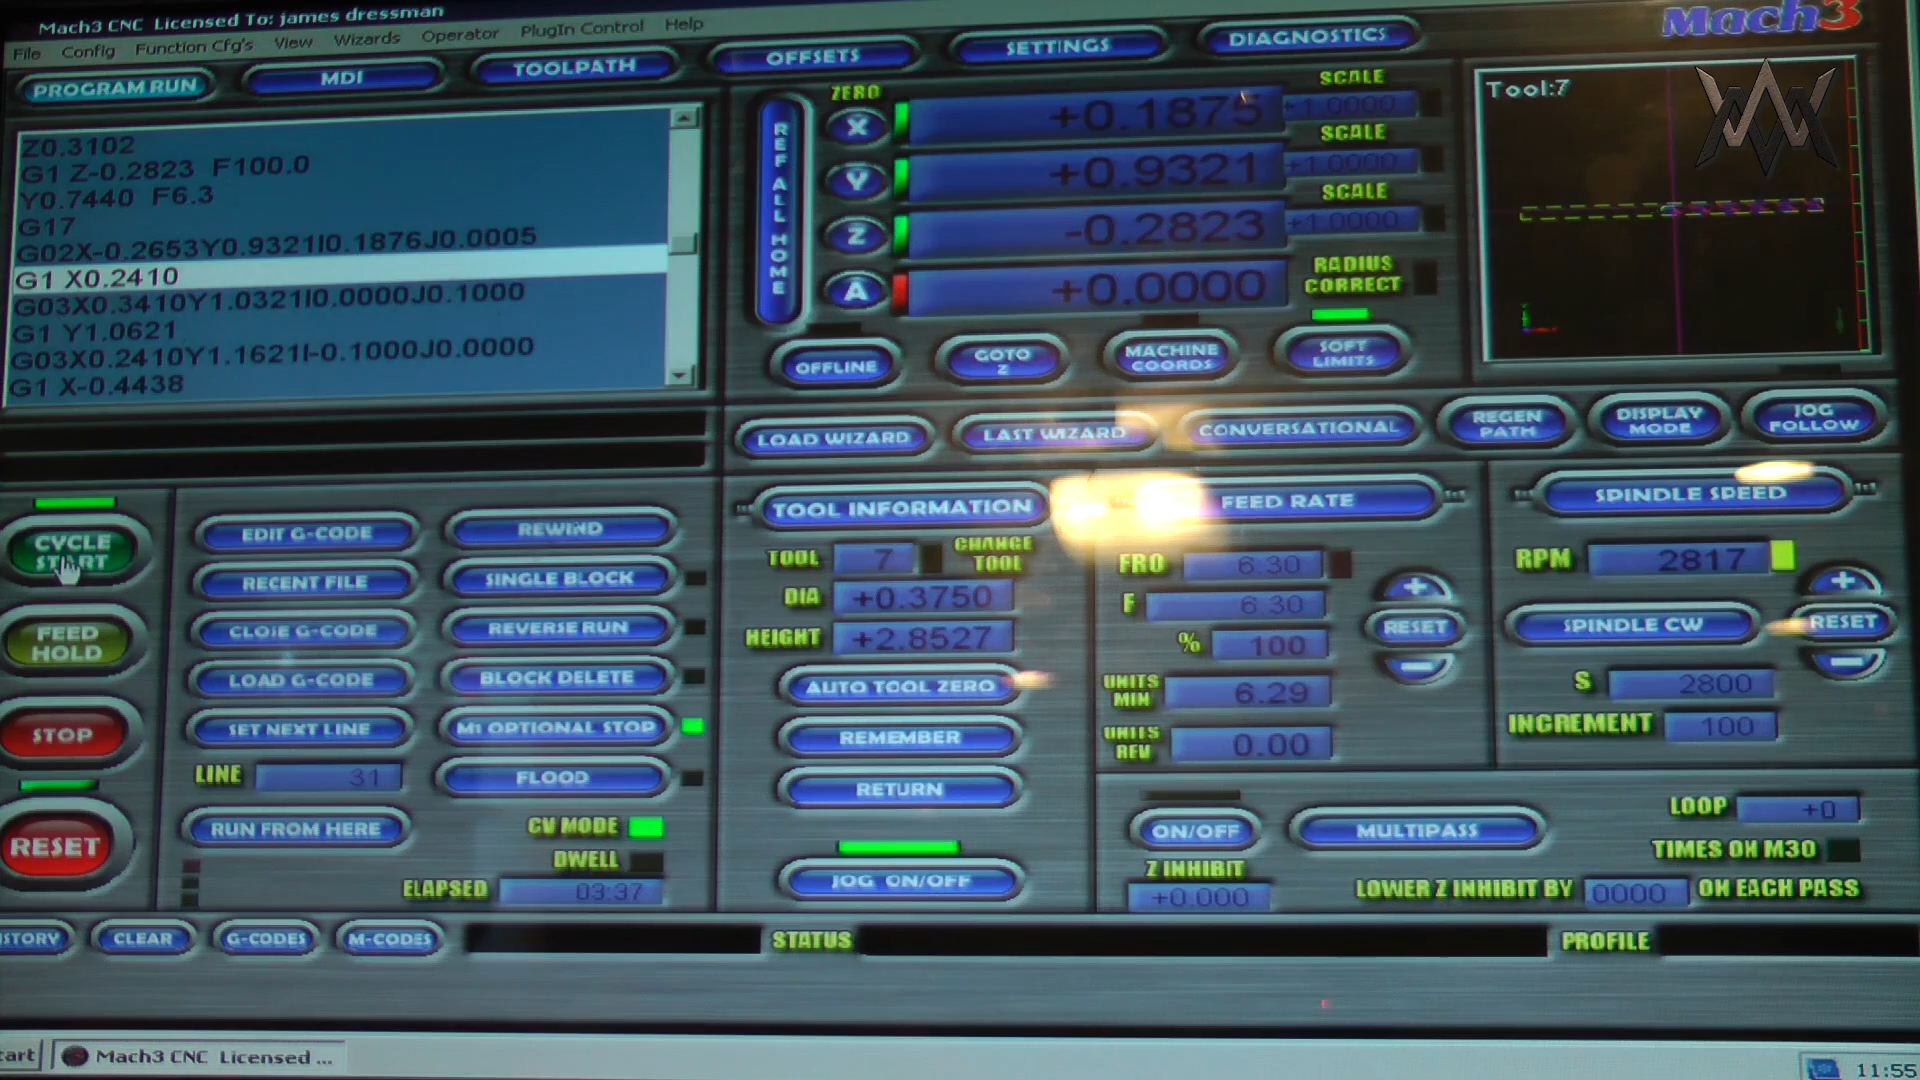 Mach3 CNC Licensed To: james dressman
File Config Function Cfg's View Wizards Operator PlugIn Control Help
Mach3
PROGRAM RUN
MDI
TOOLPATH
OFFSETS
SETTINGS
DIAGNOSTICS
Z0.3102
G1 Z-0.2823 F100.0
Y0.7440 F6.3
G17
G02X-0.2653Y0.9321I0.1876J0.0005
G1 X0.2410
G03X0.3410Y1.0321I0.0000J0.1000
G1 Y1.0621
G03X0.2410Y1.1621I-0.1000J0.0000
G1 X-0.4438
REF ALL HOME
ZERO
X +0.1875
SCALE
+1.0000
Y +0.9321
SCALE
+1.0000
Z -0.2823
SCALE
+1.0000
A +0.0000
RADIUS
CORRECT
OFFLINE
GOTO
Z
MACHINE
COORDS
SOFT
LIMITS
Tool:7
LOAD WIZARD
LAST WIZARD
CONVERSATIONAL
REGEN
PATH
DISPLAY
MODE
JOG
FOLLOW
CYCLE
START
FEED
HOLD
STOP
RESET
EDIT G-CODE
RECENT FILE
CLOSE G-CODE
LOAD G-CODE
SET NEXT LINE
LINE 31
RUN FROM HERE
REWIND
SINGLE BLOCK
REVERSE RUN
BLOCK DELETE
M1 OPTIONAL STOP
FLOOD
CV MODE
DWELL
ELAPSED 03:37
TOOL INFORMATION
TOOL 7
CHANGE
TOOL
DIA +0.3750
HEIGHT +2.8527
AUTO TOOL ZERO
REMEMBER
RETURN
JOG ON/OFF
FEED RATE
FRO 6.30
F 6.30
% 100
UNITS
MIN 6.29
UNITS
REV 0.00
+
RESET
-
SPINDLE SPEED
RPM 2817
SPINDLE CW
+
RESET
-
S 2800
INCREMENT 100
ON/OFF
Z INHIBIT
+0.000
MULTIPASS
LOOP +0
TIMES ON M30
LOWER Z INHIBIT BY 0000 ON EACH PASS
ISTORY
CLEAR
G-CODES
M-CODES
STATUS
PROFILE
tart
Mach3 CNC Licensed ...
11:55